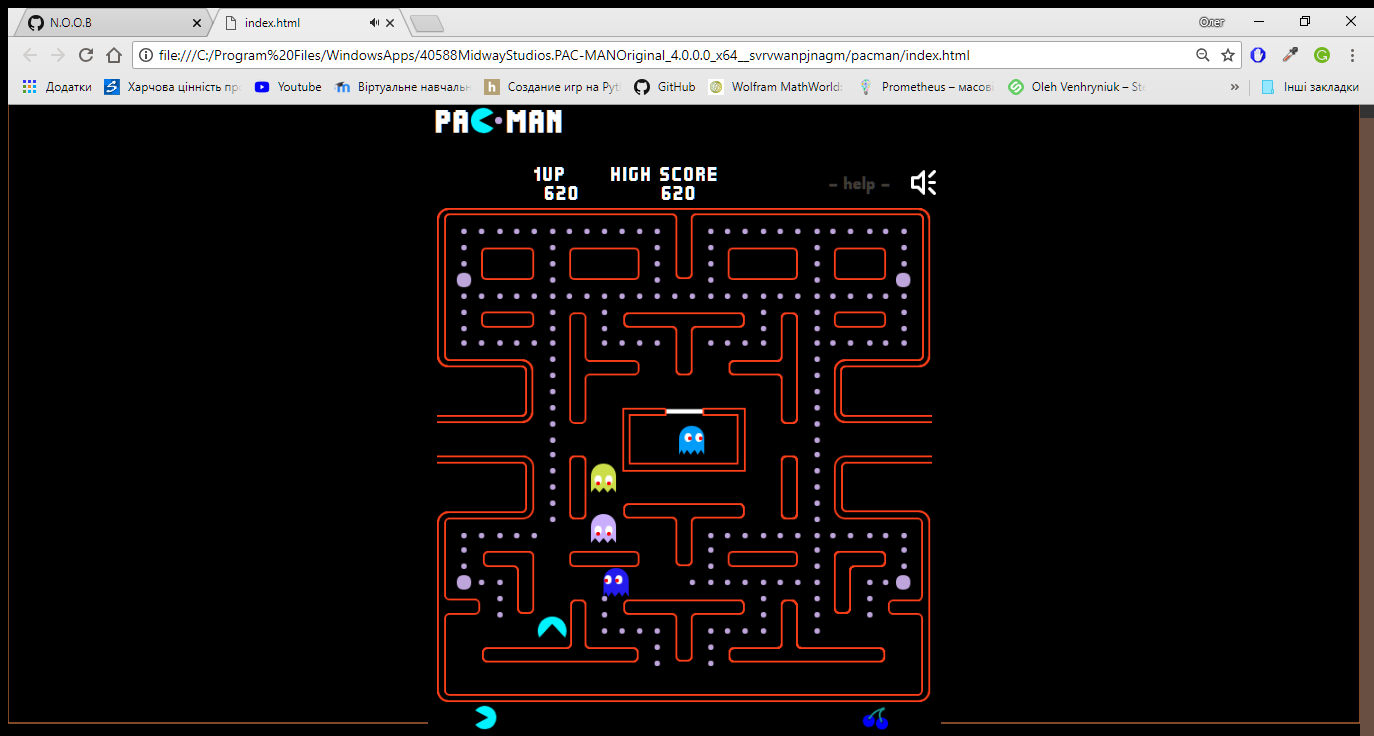 N.O.O.B
index.html
Олег
file:///C:/Program%20Files/WindowsApps/40588MidwayStudios.PAC-MANOriginal_4.0.0.0_x64__svrvwanpjnagm/pacman/index.html
Додатки
Харчова цінність пр
Youtube
Віртуальне навчальн
Создание игр на Pyt
GitHub
Wolfram MathWorld:
Prometheus – масові
Oleh Venhryniuk – Ste
Інші закладки
PAC-MAN
1UP
HIGH SCORE
– help –
620
620